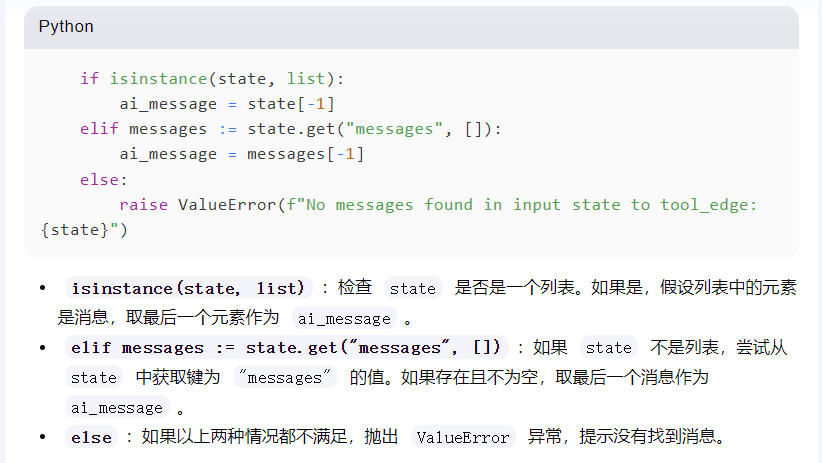 Python
if isinstance(state, list):
ai_message = state[-1]
elif messages := state.get("messages", []):
ai_message = messages[-1]
else:
raise ValueError(f"No messages found in input state to tool_edge:
{state}")
• isinstance(state, list) ：检查 state 是否是一个列表。如果是，假设列表中的元素
是消息，取最后一个元素作为 ai_message 。
• elif messages := state.get("messages", []) ：如果 state 不是列表，尝试从
state 中获取键为 "messages" 的值。如果存在且不为空，取最后一个消息作为
ai_message 。
• else ：如果以上两种情况都不满足，抛出 ValueError 异常，提示没有找到消息。